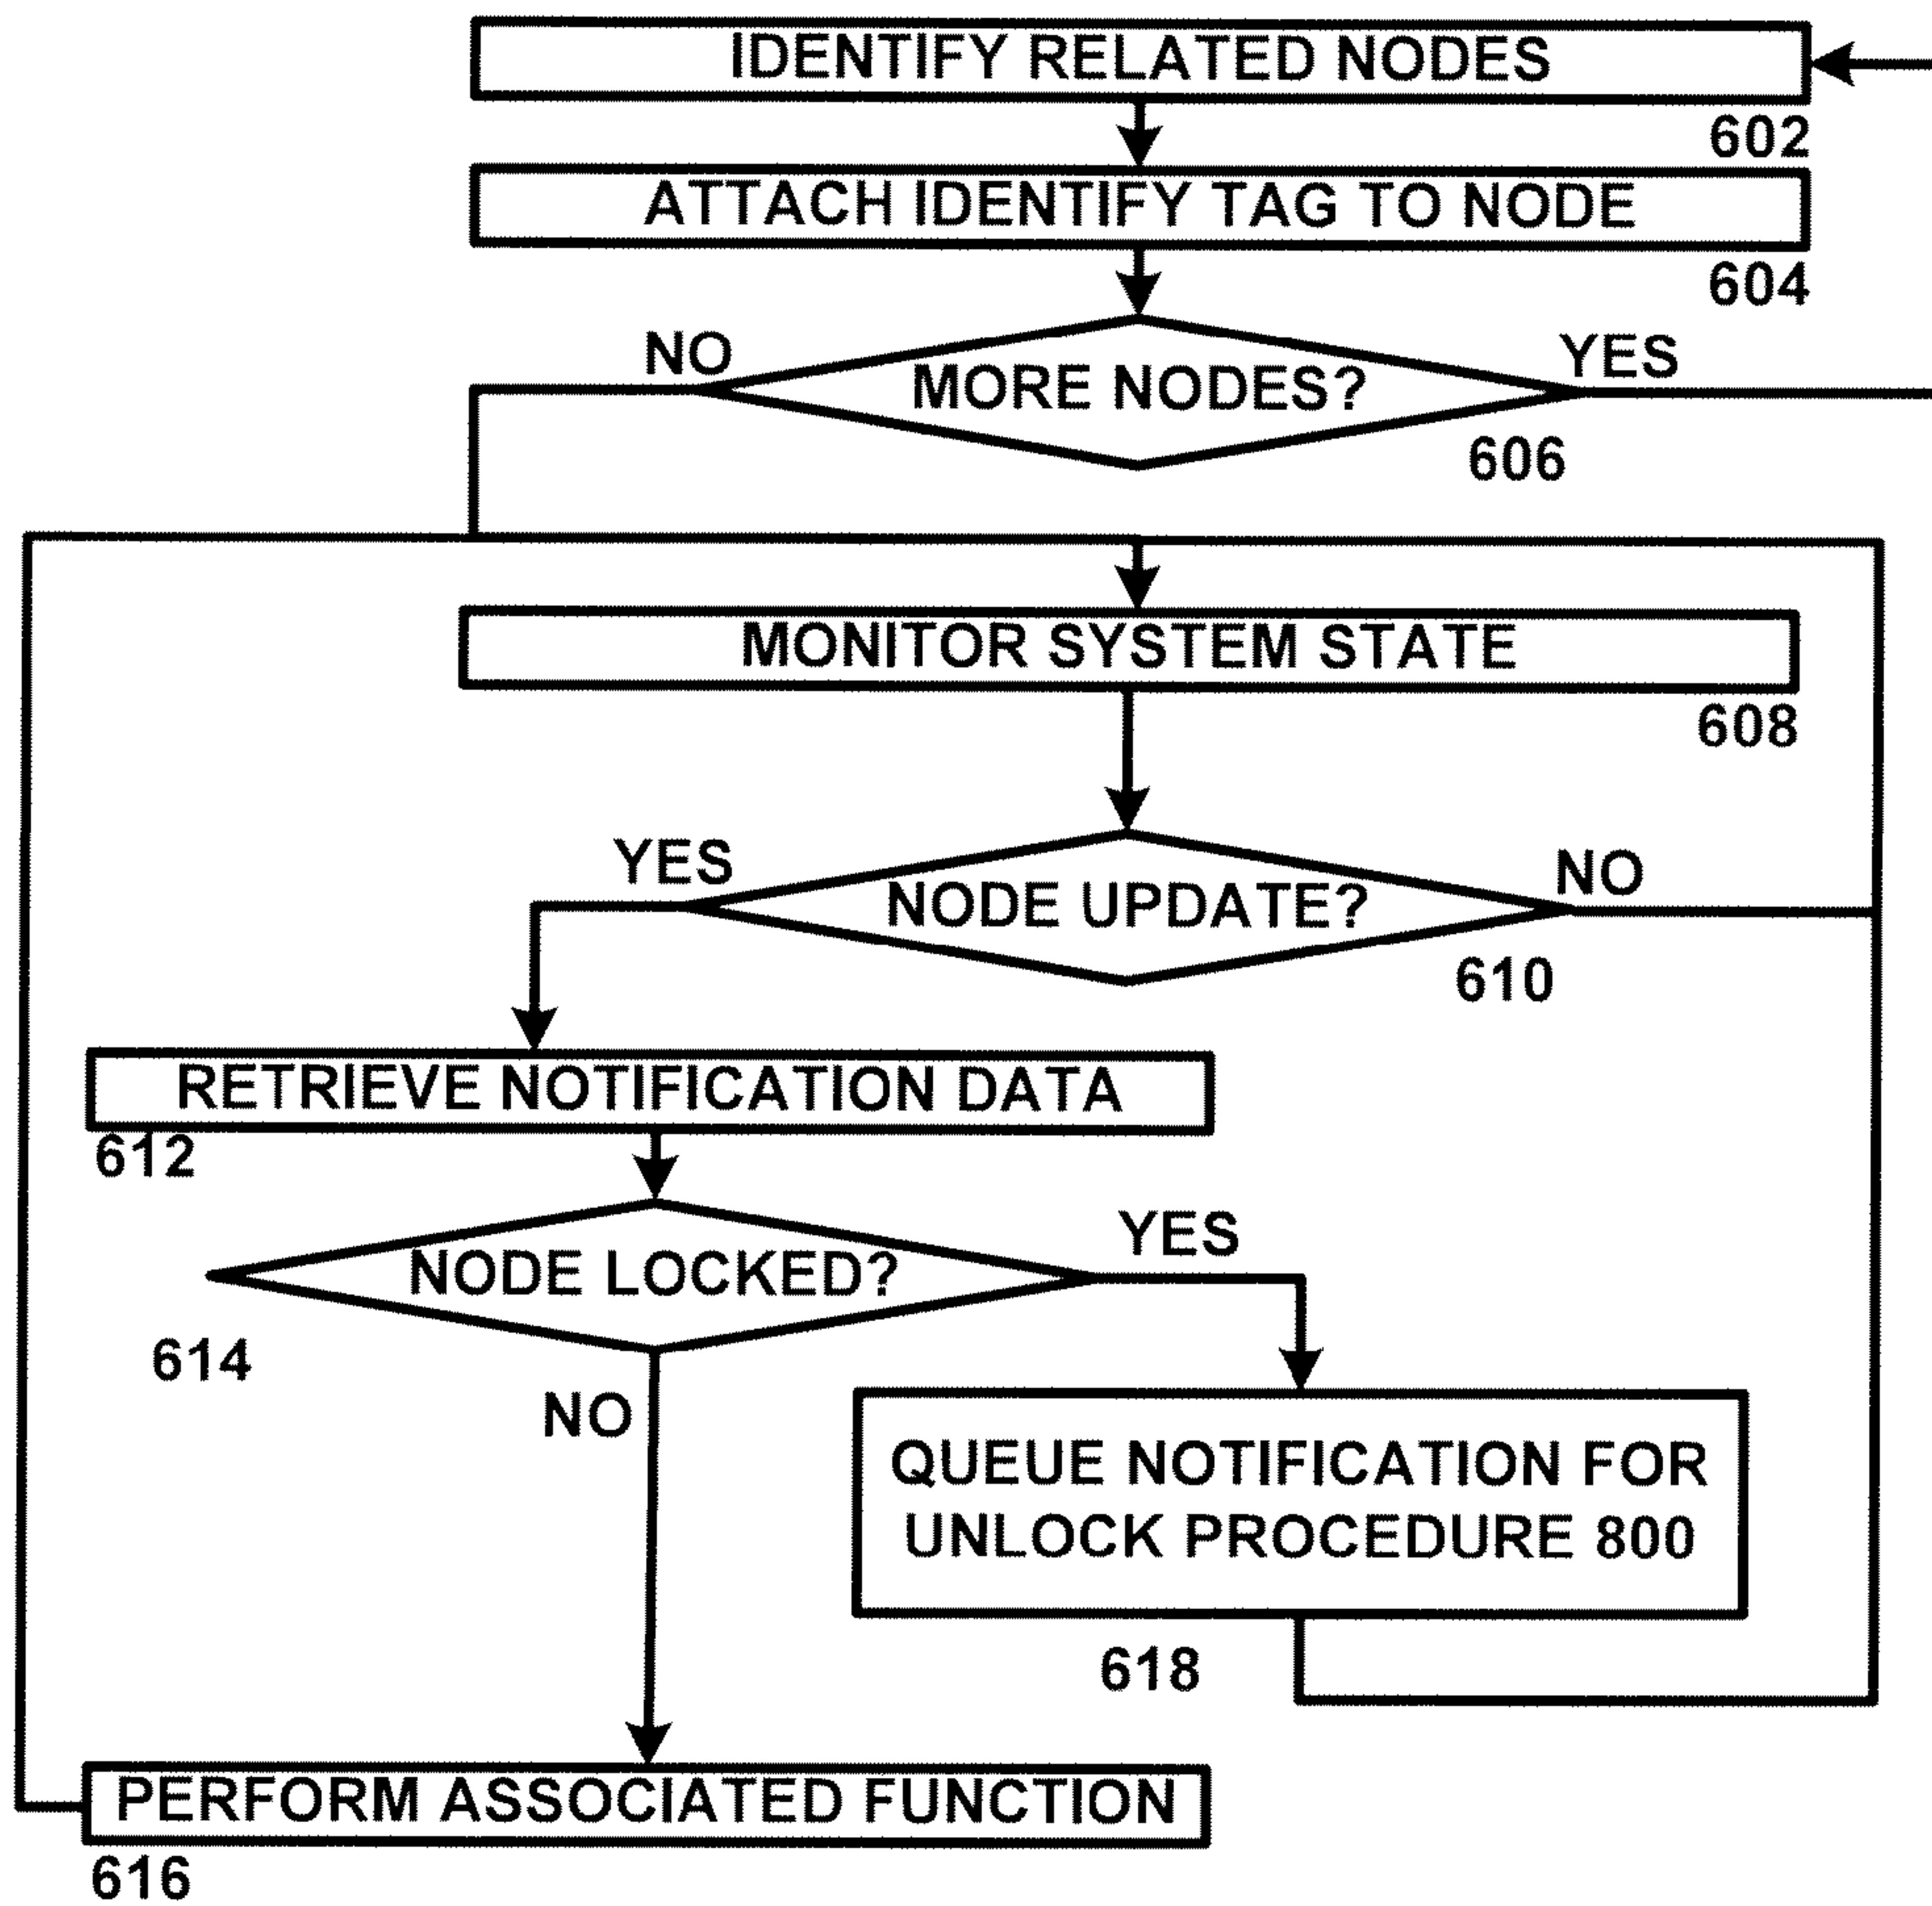 IDENTIFY RELATED NODES
602
ATTACH IDENTIFY TAG TO NODE
604
NO
YES
MORE NODES?
606
MONITOR SYSTEM STATE
608
YES
NO
NODE UPDATE?
610
RETRIEVE NOTIFICATION DATA
612
YES
NODE LOCKED?
614
NO
QUEUE NOTIFICATION FOR
UNLOCK PROCEDURE 800
618
PERFORM ASSOCIATED FUNCTION
616